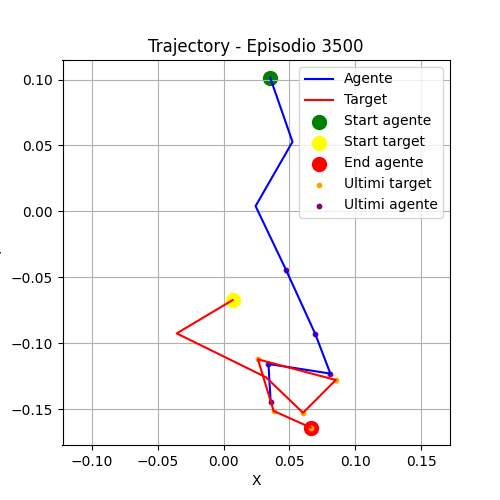 Trajectory - Episodio 3500
Agente
Target
Start agente
Start target
End agente
Ultimi target
Ultimi agente
0.10
0.05
0.00
−0.05
−0.10
−0.15
−0.10
−0.05
0.00
0.05
0.10
0.15
X